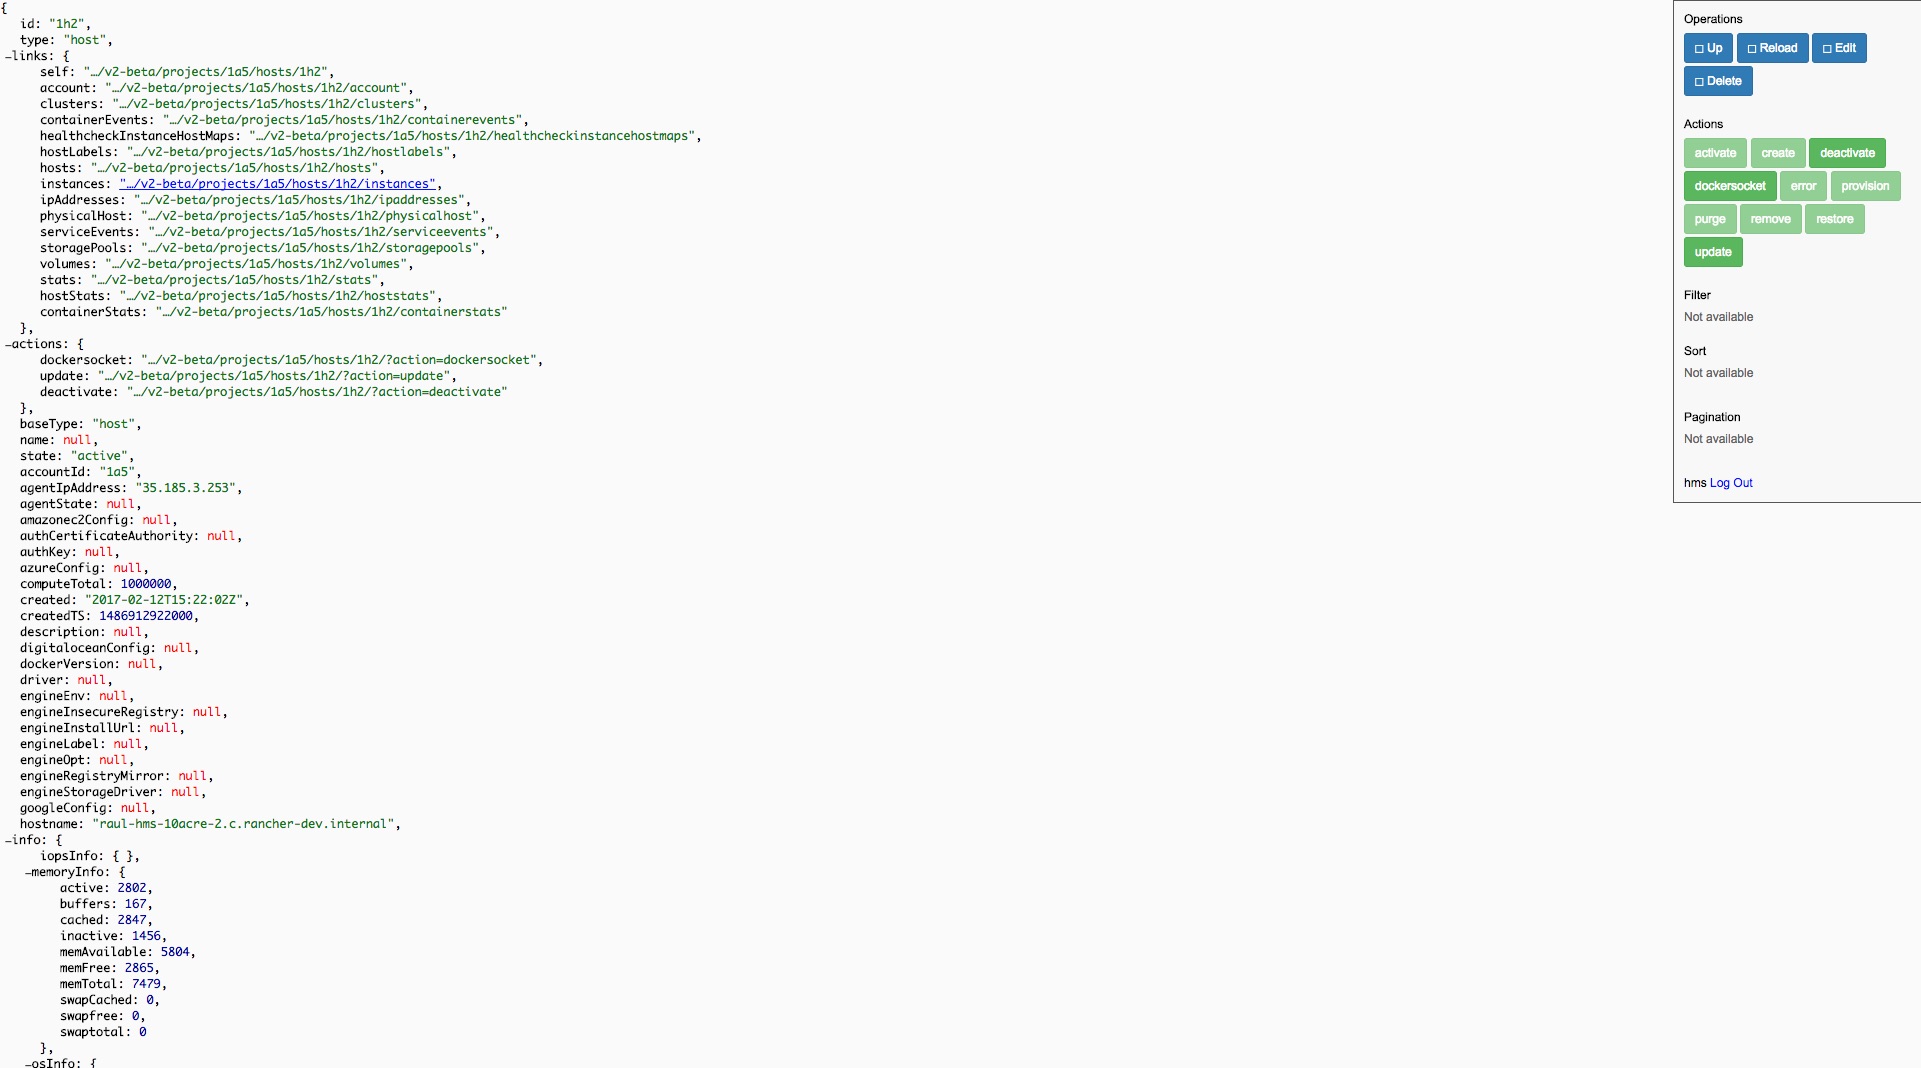 {
id: "1h2",
type: "host",
–links: {
self: "…/v2-beta/projects/1a5/hosts/1h2",
account: "…/v2-beta/projects/1a5/hosts/1h2/account",
clusters: "…/v2-beta/projects/1a5/hosts/1h2/clusters",
containerEvents: "…/v2-beta/projects/1a5/hosts/1h2/containerevents",
healthcheckInstanceHostMaps: "…/v2-beta/projects/1a5/hosts/1h2/healthcheckinstancehostmaps",
hostLabels: "…/v2-beta/projects/1a5/hosts/1h2/hostlabels",
hosts: "…/v2-beta/projects/1a5/hosts/1h2/hosts",
instances: "…/v2-beta/projects/1a5/hosts/1h2/instances",
ipAddresses: "…/v2-beta/projects/1a5/hosts/1h2/ipaddresses",
physicalHost: "…/v2-beta/projects/1a5/hosts/1h2/physicalhost",
serviceEvents: "…/v2-beta/projects/1a5/hosts/1h2/serviceevents",
storagePools: "…/v2-beta/projects/1a5/hosts/1h2/storagepools",
volumes: "…/v2-beta/projects/1a5/hosts/1h2/volumes",
stats: "…/v2-beta/projects/1a5/hosts/1h2/stats",
hostStats: "…/v2-beta/projects/1a5/hosts/1h2/hoststats",
containerStats: "…/v2-beta/projects/1a5/hosts/1h2/containerstats"
},
–actions: {
dockersocket: "…/v2-beta/projects/1a5/hosts/1h2/?action=dockersocket",
update: "…/v2-beta/projects/1a5/hosts/1h2/?action=update",
deactivate: "…/v2-beta/projects/1a5/hosts/1h2/?action=deactivate"
},
baseType: "host",
name: null,
state: "active",
accountId: "1a5",
agentIpAddress: "35.185.3.253",
agentState: null,
amazonec2Config: null,
authCertificateAuthority: null,
authKey: null,
azureConfig: null,
computeTotal: 1000000,
created: "2017-02-12T15:22:02Z",
createdTS: 1486912922000,
description: null,
digitaloceanConfig: null,
dockerVersion: null,
driver: null,
engineEnv: null,
engineInsecureRegistry: null,
engineInstallUrl: null,
engineLabel: null,
engineOpt: null,
engineRegistryMirror: null,
engineStorageDriver: null,
googleConfig: null,
hostname: "raul-hms-10acre-2.c.rancher-dev.internal",
–info: {
iopsInfo: { },
–memoryInfo: {
active: 2802,
buffers: 167,
cached: 2847,
inactive: 1456,
memAvailable: 5804,
memFree: 2865,
memTotal: 7479,
swapCached: 0,
swapfree: 0,
swaptotal: 0
},
–osInfo: {
Operations
Up Reload Edit
Delete
Actions
activate create deactivate
dockersocket error provision
purge remove restore
update
Filter
Not available
Sort
Not available
Pagination
Not available
hms Log Out